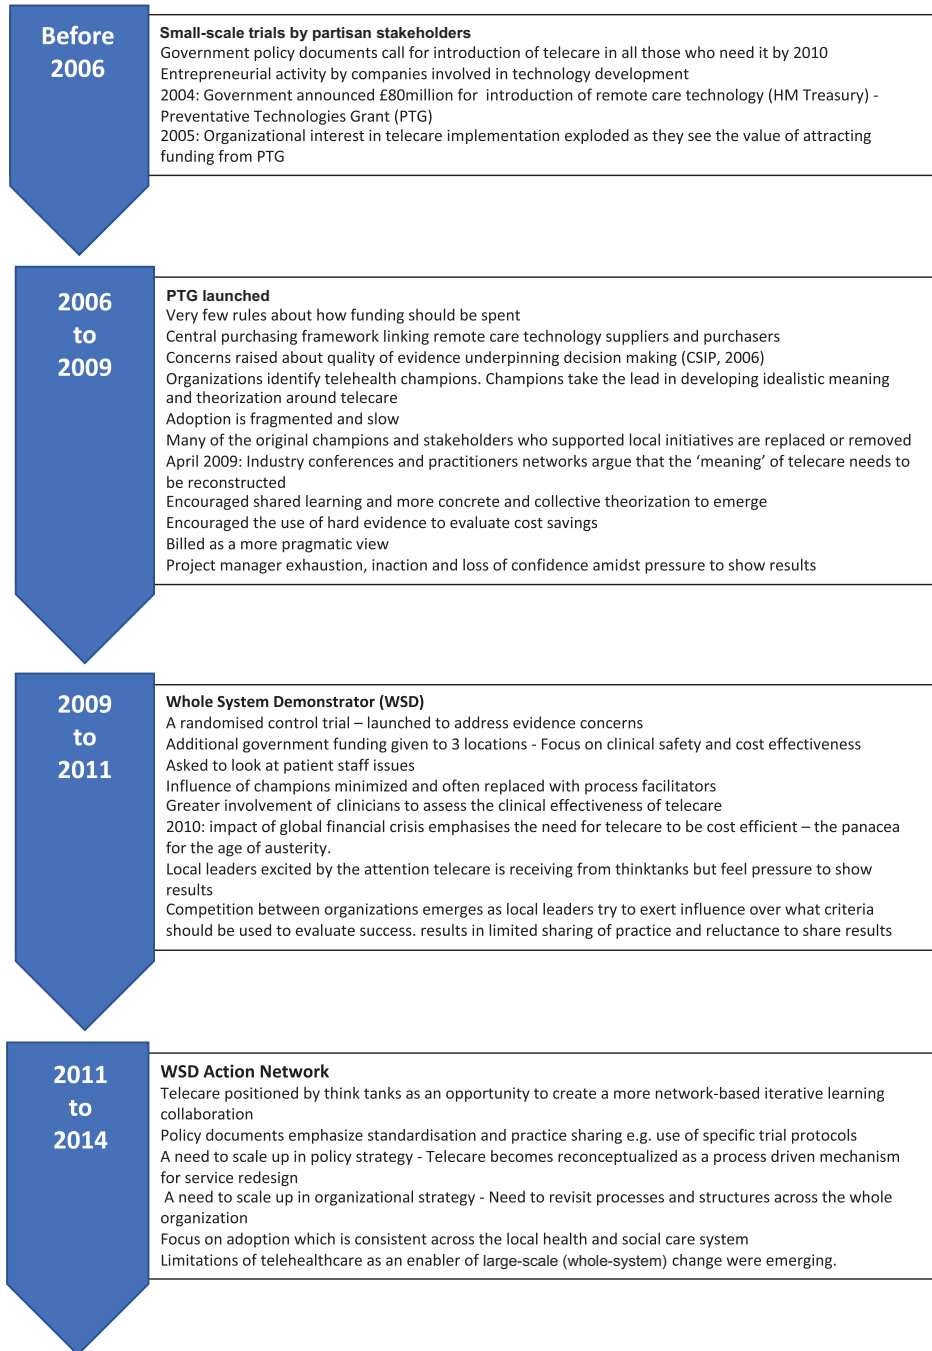 Before
2006
Small-scale trials by partisan stakeholders
Government policy documents call for introduction of telecare in all those who need it by 2010
Entrepreneurial activity by companies involved in technology development
2004: Government announced £80million for  introduction of remote care technology (HM Treasury) -
Preventative Technologies Grant (PTG)
2005: Organizational interest in telecare implementation exploded as they see the value of attracting
funding from PTG
2006
to
2009
PTG launched
Very few rules about how funding should be spent
Central purchasing framework linking remote care technology suppliers and purchasers
Concerns raised about quality of evidence underpinning decision making (CSIP, 2006)
Organizations identify telehealth champions. Champions take the lead in developing idealistic meaning
and theorization around telecare
Adoption is fragmented and slow
Many of the original champions and stakeholders who supported local initiatives are replaced or removed
April 2009: Industry conferences and practitioners networks argue that the ‘meaning’ of telecare needs to
be reconstructed
Encouraged shared learning and more concrete and collective theorization to emerge
Encouraged the use of hard evidence to evaluate cost savings
Billed as a more pragmatic view
Project manager exhaustion, inaction and loss of confidence amidst pressure to show results
2009
to
2011
Whole System Demonstrator (WSD)
A randomised control trial – launched to address evidence concerns
Additional government funding given to 3 locations - Focus on clinical safety and cost effectiveness
Asked to look at patient staff issues
Influence of champions minimized and often replaced with process facilitators
Greater involvement of clinicians to assess the clinical effectiveness of telecare
2010: impact of global financial crisis emphasises the need for telecare to be cost efficient – the panacea
for the age of austerity.
Local leaders excited by the attention telecare is receiving from thinktanks but feel pressure to show
results
Competition between organizations emerges as local leaders try to exert influence over what criteria
should be used to evaluate success. results in limited sharing of practice and reluctance to share results
2011
to
2014
WSD Action Network
Telecare positioned by think tanks as an opportunity to create a more network-based iterative learning
collaboration
Policy documents emphasize standardisation and practice sharing e.g. use of specific trial protocols
A need to scale up in policy strategy - Telecare becomes reconceptualized as a process driven mechanism
for service redesign
A need to scale up in organizational strategy - Need to revisit processes and structures across the whole
organization
Focus on adoption which is consistent across the local health and social care system
Limitations of telehealthcare as an enabler of large-scale (whole-system) change were emerging.